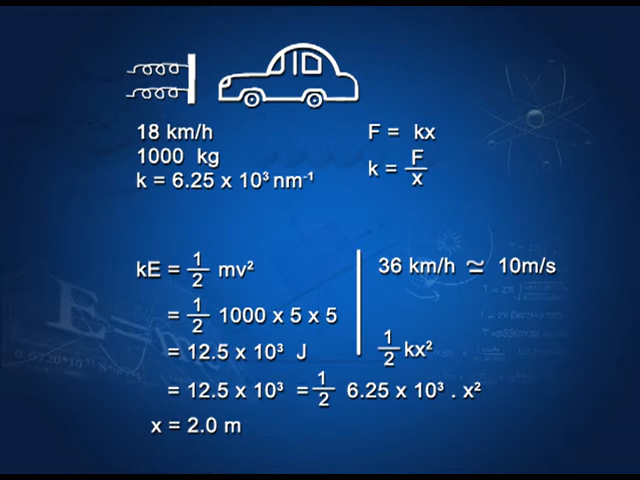 18 km/h
1000 kg
k = 6.25 x 10³ nm⁻¹
F = kx
k = F/x
kE = 1/2 mv²
= 1/2 1000 x 5 x 5
= 12.5 x 10³ J
36 km/h ≃ 10m/s
1/2 kx²
= 12.5 x 10³ = 1/2 6.25 x 10³ . x²
x = 2.0 m